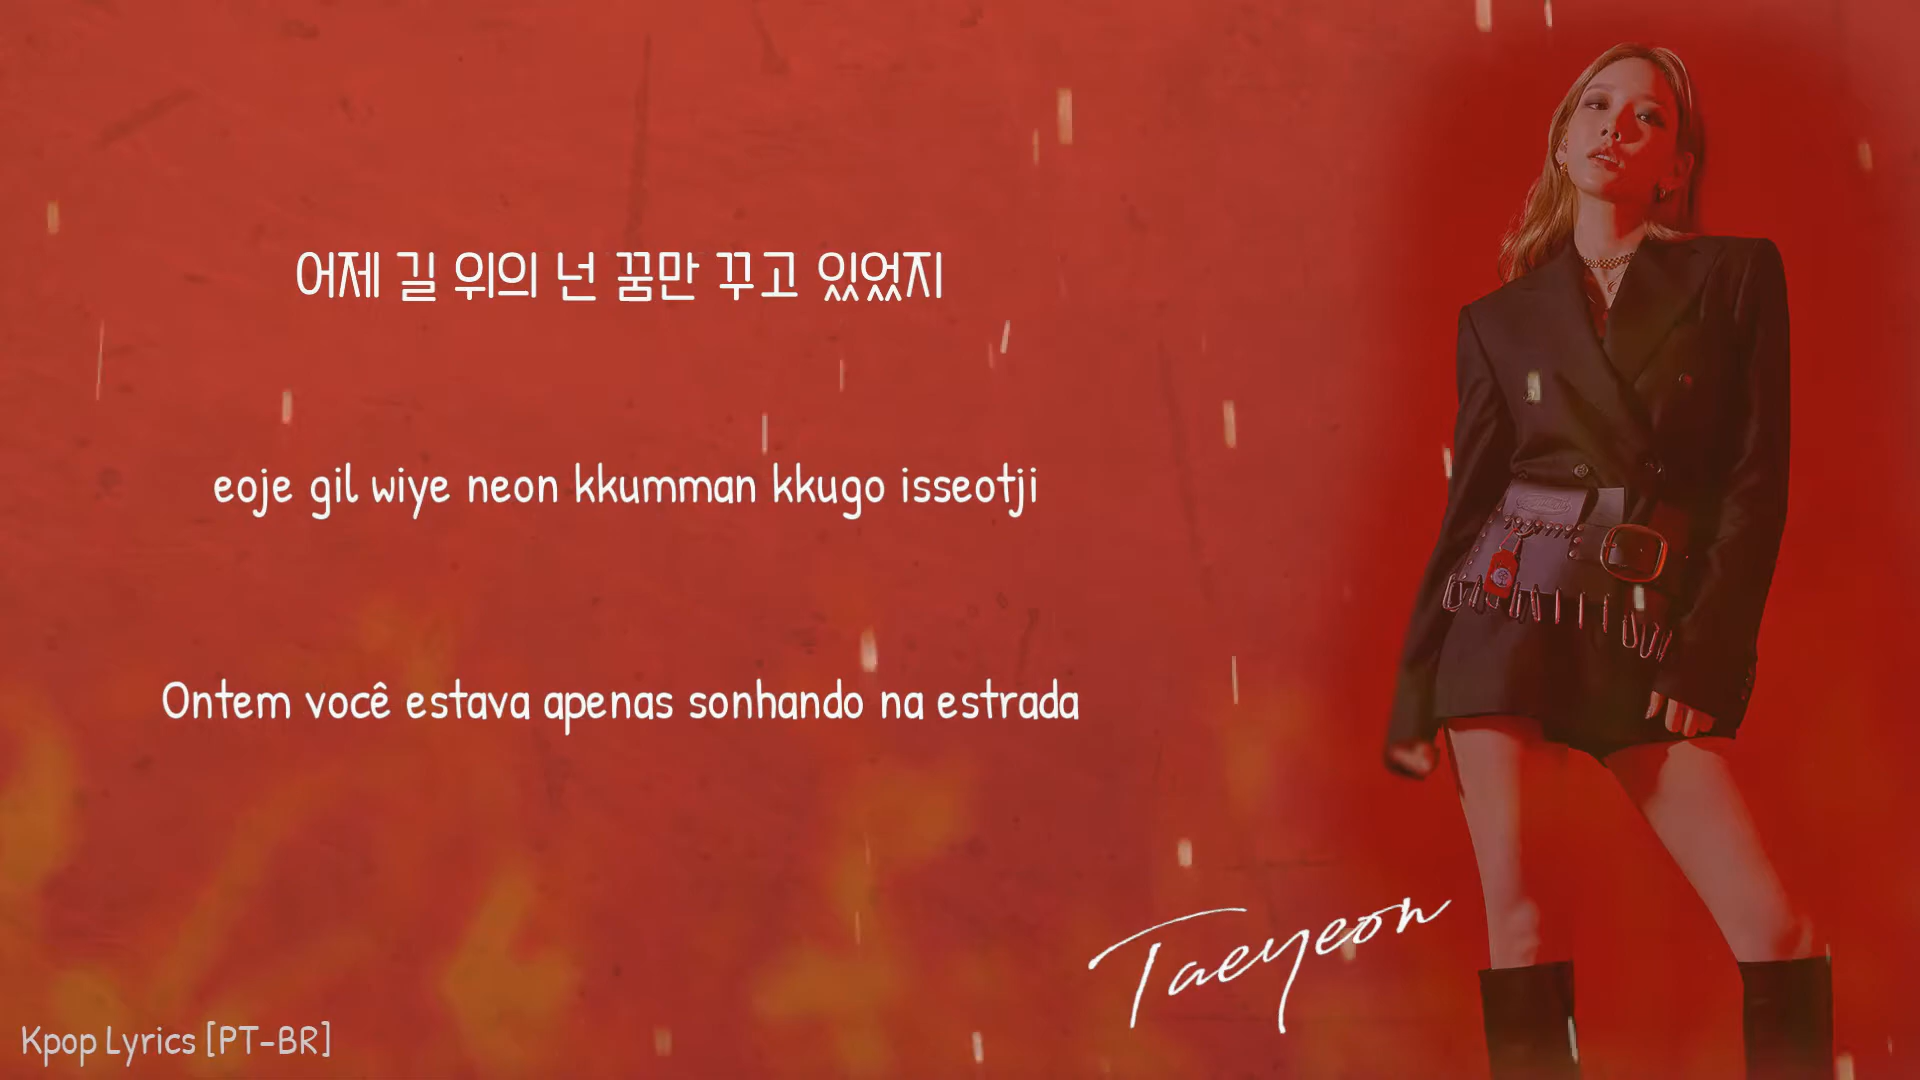 어제 길 위의 넌 꿈만 꾸고 있었지
eoje gil wiye neon kkumman kkugo isseotji
Ontem você estava apenas sonhando na estrada
Taeyeon
Kpop Lyrics [PT-BR]